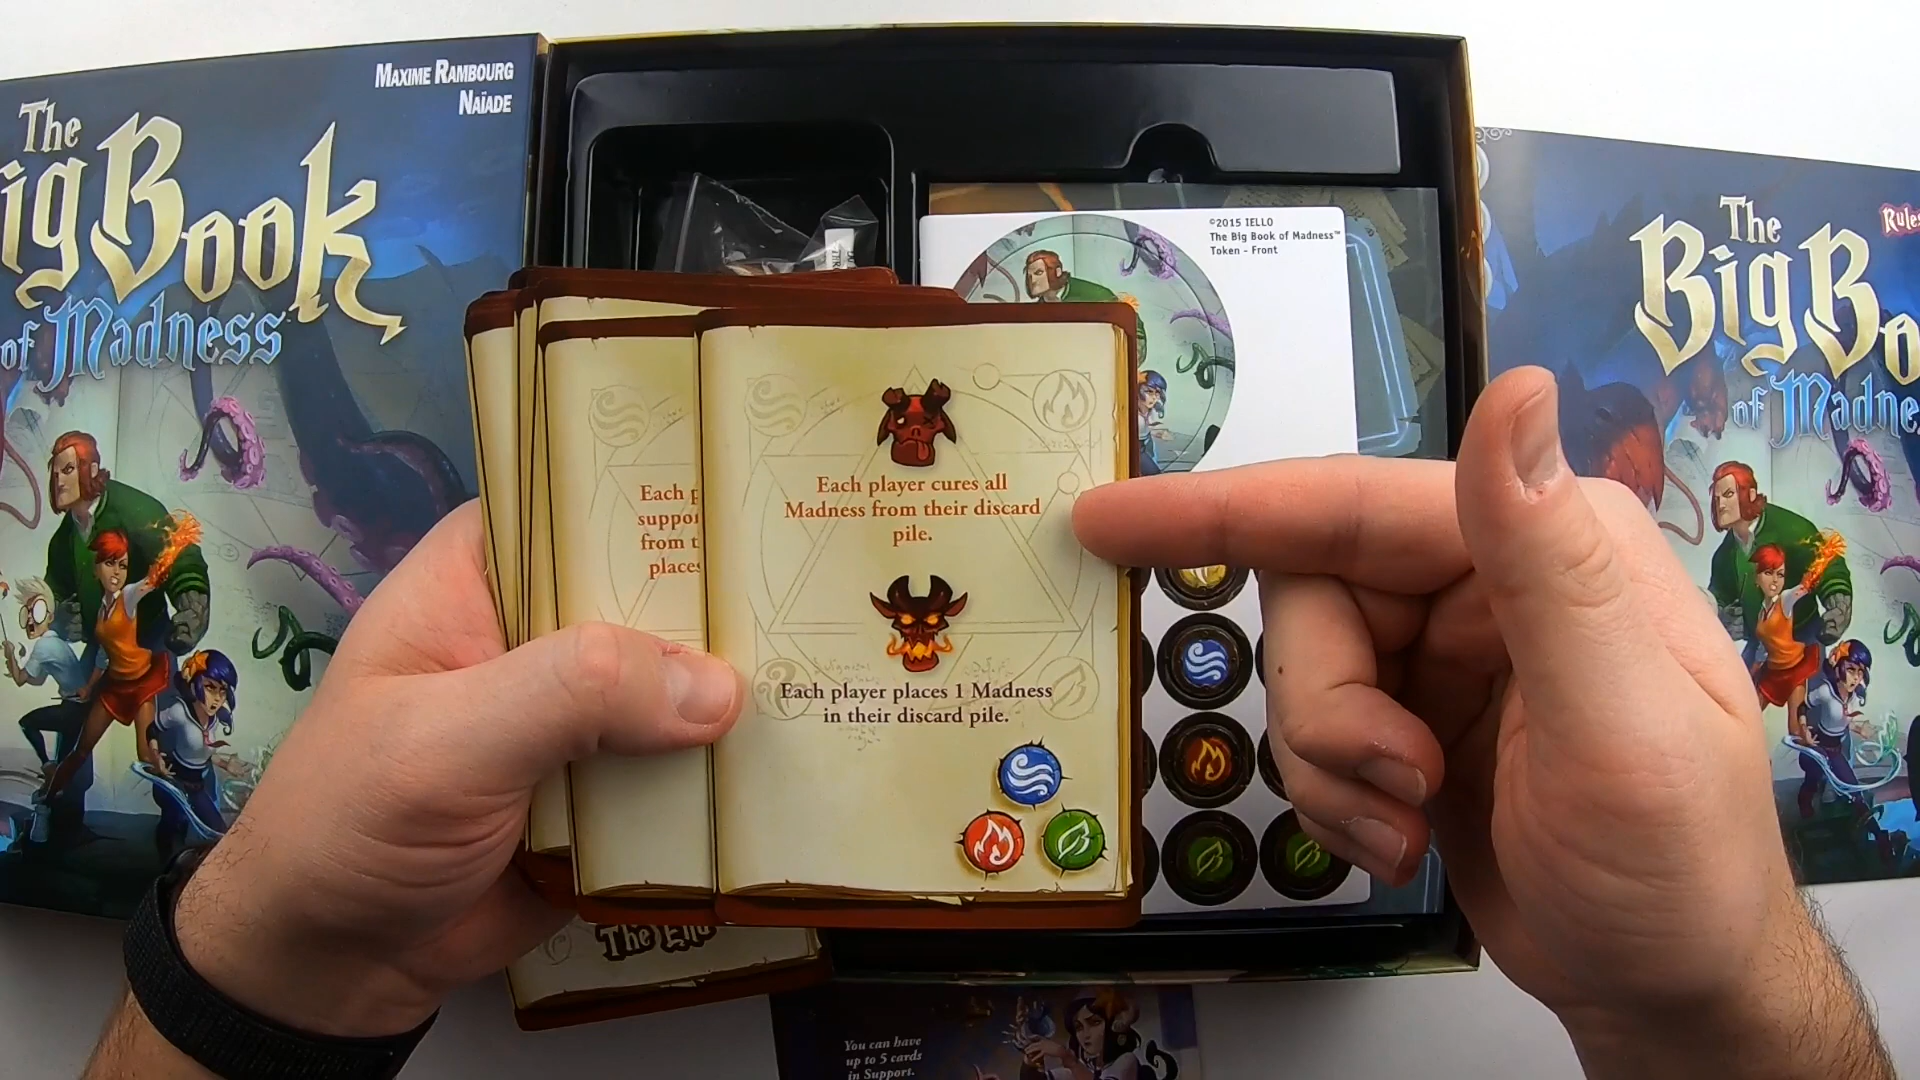 MAXIME RAMBOURG
NAÏADE
The
Big Book
of Madness
©2015 IELLO
The Big Book of Madness™
Token - Front
The
Big
of
Each
from
places
Each player cures all
Madness from their discard
pile.
Each player places 1 Madness
in their discard pile.
The End
You can have
up to 5 cards
in Support.